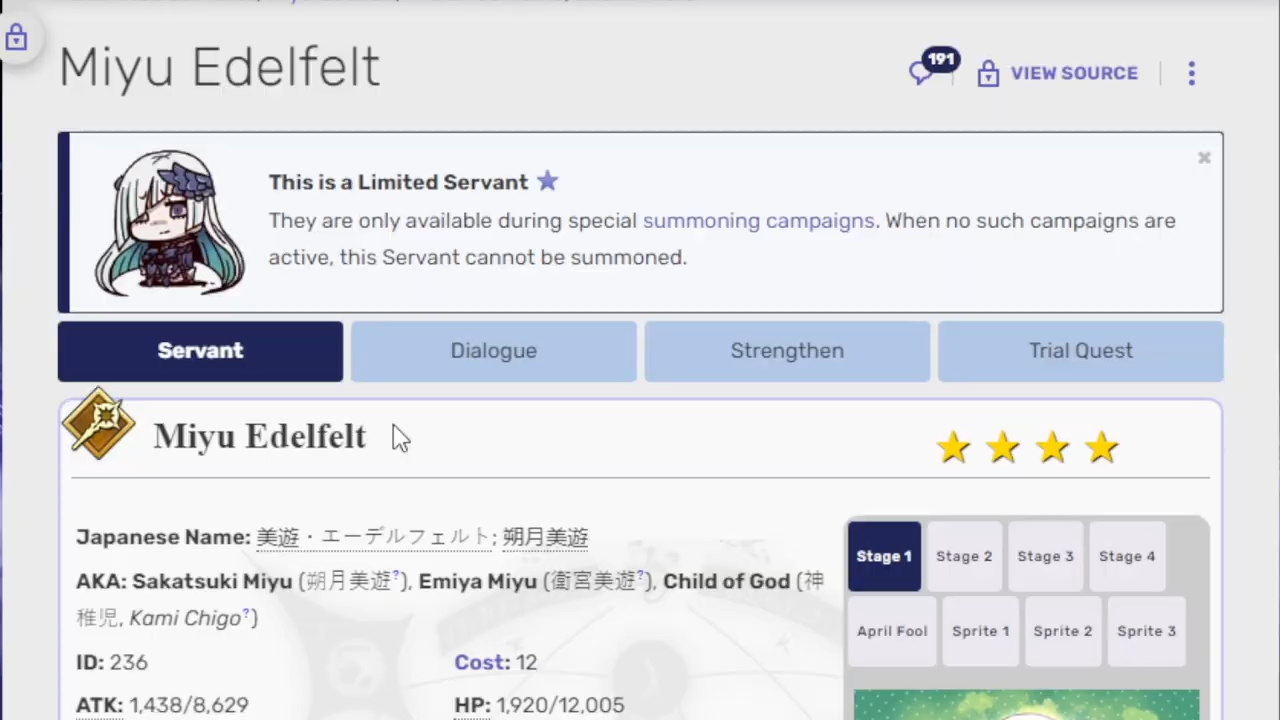 Miyu Edelfelt
191
VIEW SOURCE
This is a Limited Servant
They are only available during special summoning campaigns. When no such campaigns are
active, this Servant cannot be summoned.
Servant
Dialogue
Strengthen
Trial Quest
Miyu Edelfelt
Japanese Name: 美遊・エーデルフェルト; 朔月美遊
AKA: Sakatsuki Miyu (朔月美遊?), Emiya Miyu (衛宮美遊?), Child of God (神
稚児, Kami Chigo?)
ID: 236
Cost: 12
ATK: 1,438/8,629
HP: 1,920/12,005
Stage 1
Stage 2
Stage 3
Stage 4
April Fool
Sprite 1
Sprite 2
Sprite 3